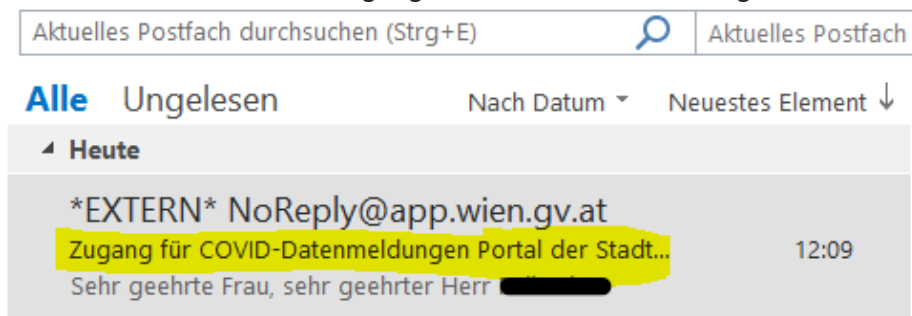 Aktuelles Postfach durchsuchen (Strg+E) Aktuelles Postfach
Alle Ungelesen Nach Datum Neuestes Element
Heute
*EXTERN* NoReply@app.wien.gv.at
Zugang für COVID-Datenmeldungen Portal der Stadt... 12:09
Sehr geehrte Frau, sehr geehrter Herr